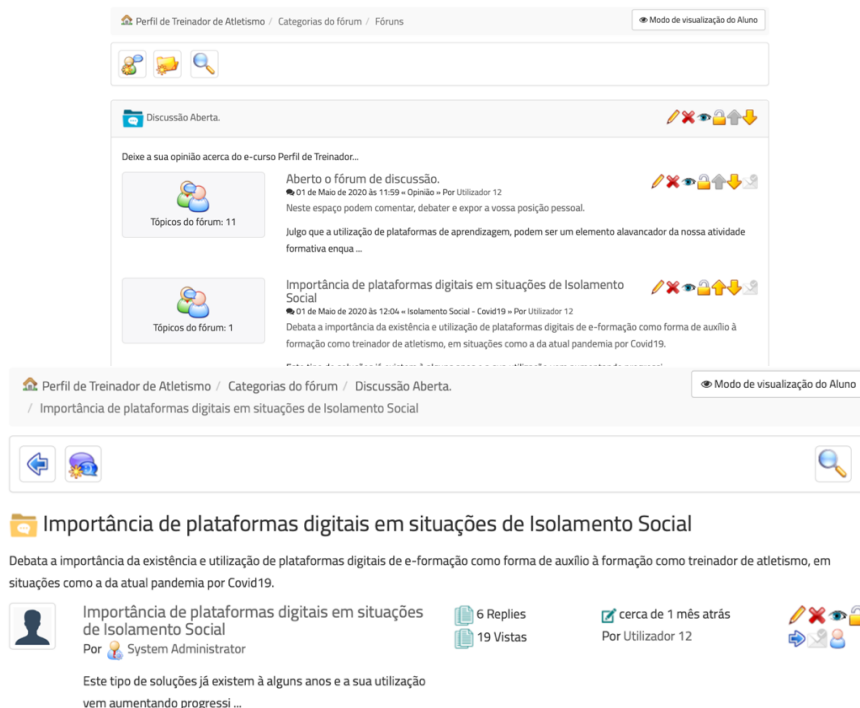 Perfil de Treinador de Atletismo / Categorias do fórum / Fóruns
Modo de visualização do Aluno
Discussão Aberta.
Deixe a sua opinião acerca do e-curso Perfil de Treinador...
Aberto o fórum de discussão.
01 de Maio de 2020 às 11:59 » Opinião » Por Utilizador 12
Neste espaço podem comentar, debater e expor a vossa posição pessoal.
Tópicos do fórum: 11
Julgo que a utilização de plataformas de aprendizagem, podem ser um elemento alavancador da nossa atividade
formativa enqua ...
Importância de plataformas digitais em situações de Isolamento
Social
01 de Maio de 2020 às 12:04 » Isolamento Social - Covid19 » Por Utilizador 12
Tópicos do fórum: 1
Debata a importância da existência e utilização de plataformas digitais de e-formação como forma de auxílio à
formação como treinador de atletismo, em situações como a da atual pandemia por Covid19.
Perfil de Treinador de Atletismo / Categorias do fórum / Discussão Aberta.
Modo de visualização do Aluno
/ Importância de plataformas digitais em situações de Isolamento Social
Importância de plataformas digitais em situações de Isolamento Social
Debata a importância da existência e utilização de plataformas digitais de e-formação como forma de auxílio à formação como treinador de atletismo, em
situações como a da atual pandemia por Covid19.
Importância de plataformas digitais em situações
de Isolamento Social
Por System Administrator
6 Replies
19 Vistas
cerca de 1 mês atrás
Por Utilizador 12
Este tipo de soluções já existem à alguns anos e a sua utilização
vem aumentando progressi ...